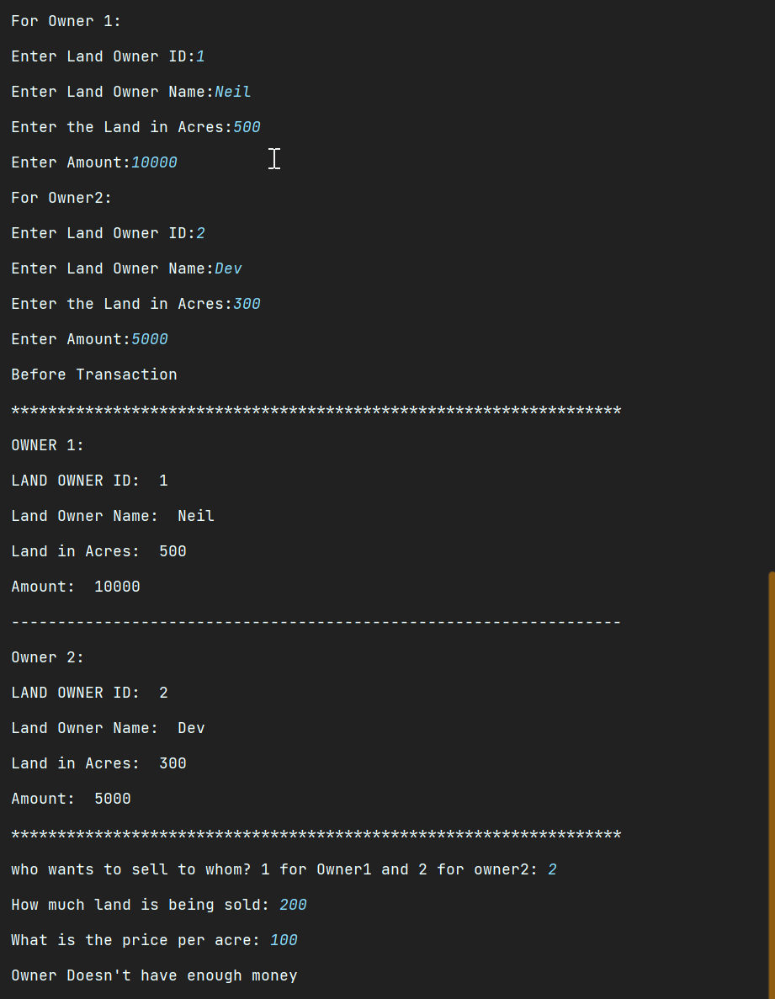 For Owner 1:
Enter Land Owner ID:1
Enter Land Owner Name:Neil
Enter the Land in Acres:500
Enter Amount:10000
For Owner2:
Enter Land Owner ID:2
Enter Land Owner Name:Dev
Enter the Land in Acres:300
Enter Amount:5000
Before Transaction
******************************************************************
OWNER 1:
LAND OWNER ID:  1
Land Owner Name:  Neil
Land in Acres:  500
Amount:  10000
------------------------------------------------------------------
Owner 2:
LAND OWNER ID:  2
Land Owner Name:  Dev
Land in Acres:  300
Amount:  5000
******************************************************************
who wants to sell to whom? 1 for Owner1 and 2 for owner2: 2
How much land is being sold: 200
What is the price per acre: 100
Owner Doesn't have enough money